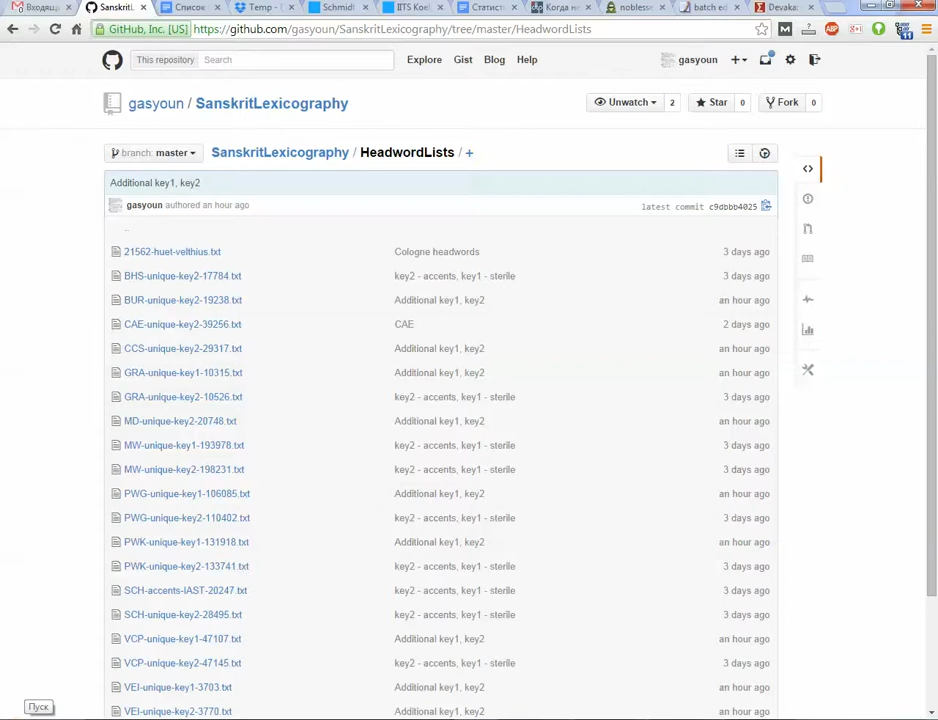 Входящи
Sanskrit
Список
Temp -
Schmidt
IITS Koel
Статисти
Когда не
noblesse
batch ed
Devaka
GitHub, Inc. [US] https://github.com/gasyoun/SanskritLexicography/tree/master/HeadwordLists
This repository Search Explore Gist Blog Help gasyoun
gasyoun / SanskritLexicography Unwatch 2 Star 0 Fork 0
branch: master SanskritLexicography / HeadwordLists / +
Additional key1, key2
gasyoun authored an hour ago latest commit c9dbbb4025
..
21562-huet-velthius.txt Cologne headwords 3 days ago
BHS-unique-key2-17784.txt key2 - accents, key1 - sterile 3 days ago
BUR-unique-key2-19238.txt Additional key1, key2 an hour ago
CAE-unique-key2-39256.txt CAE 2 days ago
CCS-unique-key2-29317.txt Additional key1, key2 an hour ago
GRA-unique-key1-10315.txt Additional key1, key2 an hour ago
GRA-unique-key2-10526.txt key2 - accents, key1 - sterile 3 days ago
MD-unique-key2-20748.txt Additional key1, key2 an hour ago
MW-unique-key1-193978.txt key2 - accents, key1 - sterile 3 days ago
MW-unique-key2-198231.txt key2 - accents, key1 - sterile 3 days ago
PWG-unique-key1-106085.txt Additional key1, key2 an hour ago
PWG-unique-key2-110402.txt key2 - accents, key1 - sterile 3 days ago
PWK-unique-key1-131918.txt Additional key1, key2 an hour ago
PWK-unique-key2-133741.txt key2 - accents, key1 - sterile 3 days ago
SCH-accents-IAST-20247.txt key2 - accents, key1 - sterile 3 days ago
SCH-unique-key2-28495.txt key2 - accents, key1 - sterile 3 days ago
VCP-unique-key1-47107.txt Additional key1, key2 an hour ago
VCP-unique-key2-47145.txt key2 - accents, key1 - sterile 3 days ago
VEI-unique-key1-3703.txt Additional key1, key2 an hour ago
VEI-unique-key2-3770.txt Additional key1, key2 an hour ago
Пуск